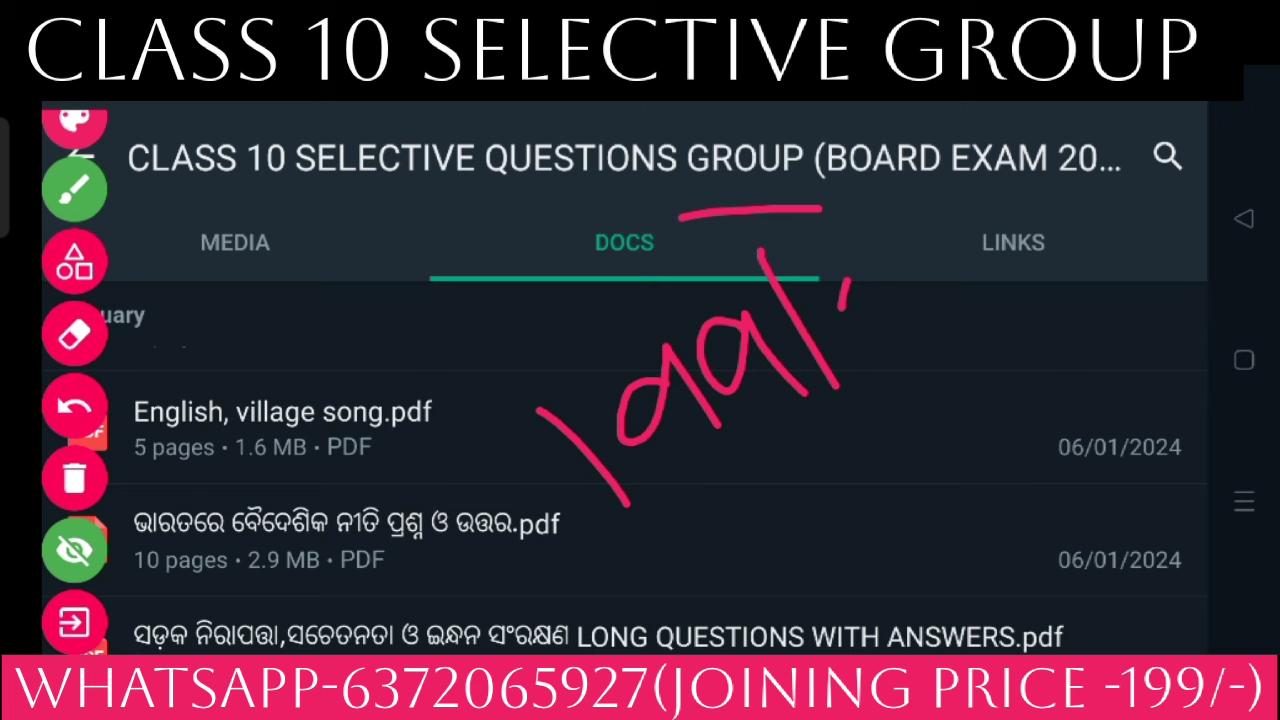 CLASS 10 SELECTIVE GROUP
CLASS 10 SELECTIVE QUESTIONS GROUP (BOARD EXAM 20...
MEDIA DOCS LINKS
uary
199/-
English, village song.pdf
5 pages • 1.6 MB • PDF 06/01/2024
ଭାରତରେ ବୈଦେଶିକ ନୀତି ପ୍ରଶ୍ନ ଓ ଉତ୍ତର.pdf
10 pages • 2.9 MB • PDF 06/01/2024
ସଡ଼କ ନିରାପତ୍ତା,ସଚେତନତା ଓ ଇନ୍ଧନ ସଂରକ୍ଷଣ LONG QUESTIONS WITH ANSWERS.pdf
WHATSAPP-6372065927(JOINING PRICE -199/-)